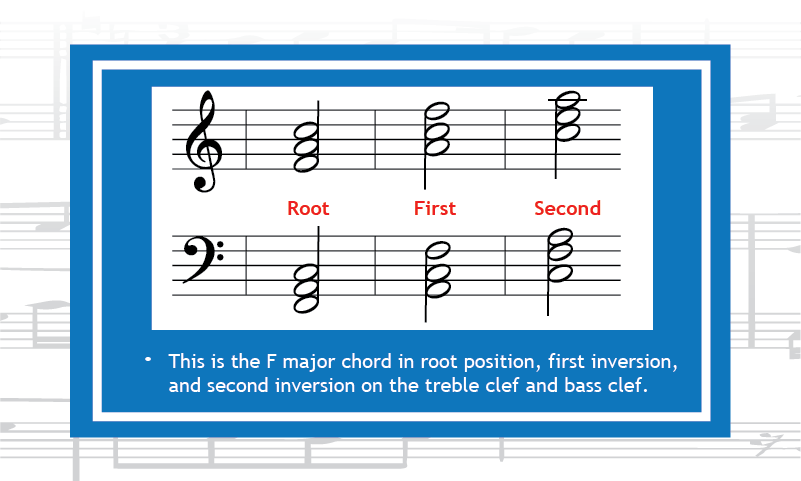 Root First Second
• This is the F major chord in root position, first inversion,
and second inversion on the treble clef and bass clef.